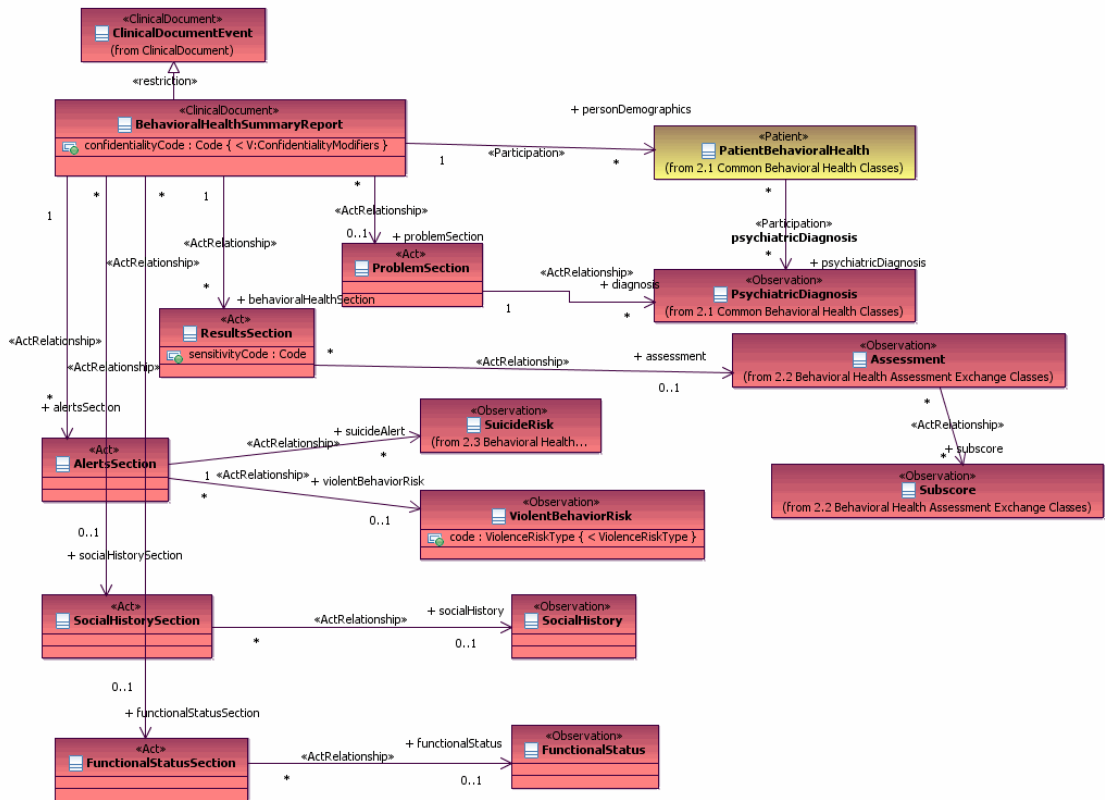 «ClinicalDocument»
ClinicalDocumentEvent
(from ClinicalDocument)
«restriction»
«ClinicalDocument»
BehavioralHealthSummaryReport
confidentialityCode : Code { < V:ConfidentialityModifiers }
+ personDemographics
1
«Participation»
*
«Patient»
PatientBehavioralHealth
(from 2.1 Common Behavioral Health Classes)
*
«Participation»
psychiatricDiagnosis
*
+ psychiatricDiagnosis
1
*
*
1
*
«ActRelationship»
0..1
+ problemSection
«Act»
ProblemSection
«ActRelationship»
+ diagnosis
1
*
«Observation»
PsychiatricDiagnosis
(from 2.1 Common Behavioral Health Classes)
«ActRelationship»
«ActRelationship»
*
+ behavioralHealthSection
«Act»
ResultsSection
sensitivityCode : Code
*
«ActRelationship»
+ assessment
0..1
«Observation»
Assessment
(from 2.2 Behavioral Health Assessment Exchange Classes)
*
«ActRelationship»
*
+ subscore
«Observation»
Subscore
(from 2.2 Behavioral Health Assessment Exchange Classes)
«ActRelationship»
«ActRelationship»
*
+ alertsSection
«Act»
AlertsSection
«ActRelationship»
+ suicideAlert
*
1
«Observation»
SuicideRisk
(from 2.3 Behavioral Health...
«ActRelationship»
+ violentBehaviorRisk
*
0..1
«Observation»
ViolentBehaviorRisk
code : ViolenceRiskType { < ViolenceRiskType }
0..1
+ socialHistorySection
«Act»
SocialHistorySection
«ActRelationship»
+ socialHistory
*
0..1
«Observation»
SocialHistory
0..1
+ functionalStatusSection
«Act»
FunctionalStatusSection
«ActRelationship»
+ functionalStatus
*
0..1
«Observation»
FunctionalStatus